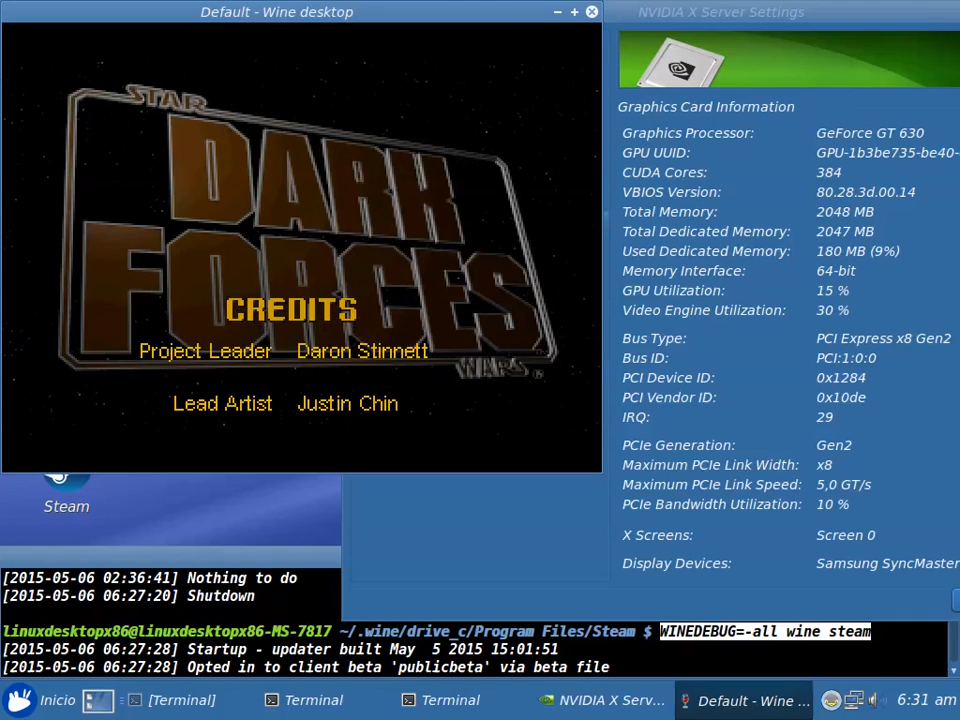 Default - Wine desktop
NVIDIA X Server Settings
STAR
DARK
FORCES
WARS
CREDITS
Project Leader Daron Stinnett
Lead Artist Justin Chin
Graphics Card Information
Graphics Processor: GeForce GT 630
GPU UUID: GPU-1b3be735-be40-
CUDA Cores: 384
VBIOS Version: 80.28.3d.00.14
Total Memory: 2048 MB
Total Dedicated Memory: 2047 MB
Used Dedicated Memory: 180 MB (9%)
Memory Interface: 64-bit
GPU Utilization: 15 %
Video Engine Utilization: 30 %
Bus Type: PCI Express x8 Gen2
Bus ID: PCI:1:0:0
PCI Device ID: 0x1284
PCI Vendor ID: 0x10de
IRQ: 29
PCIe Generation: Gen2
Maximum PCIe Link Width: x8
Maximum PCIe Link Speed: 5,0 GT/s
PCIe Bandwidth Utilization: 10 %
X Screens: Screen 0
Display Devices: Samsung SyncMaster
Steam
[2015-05-06 02:36:41] Nothing to do
[2015-05-06 06:27:20] Shutdown
linuxdesktopx86@linuxdesktopx86-MS-7817 ~/.wine/drive_c/Program Files/Steam $ WINEDEBUG=-all wine steam
[2015-05-06 06:27:28] Startup - updater built May  5 2015 15:01:51
[2015-05-06 06:27:28] Opted in to client beta 'publicbeta' via beta file
Inicio
[Terminal]
Terminal
Terminal
NVIDIA X Serv...
Default - Wine ...
6:31 am